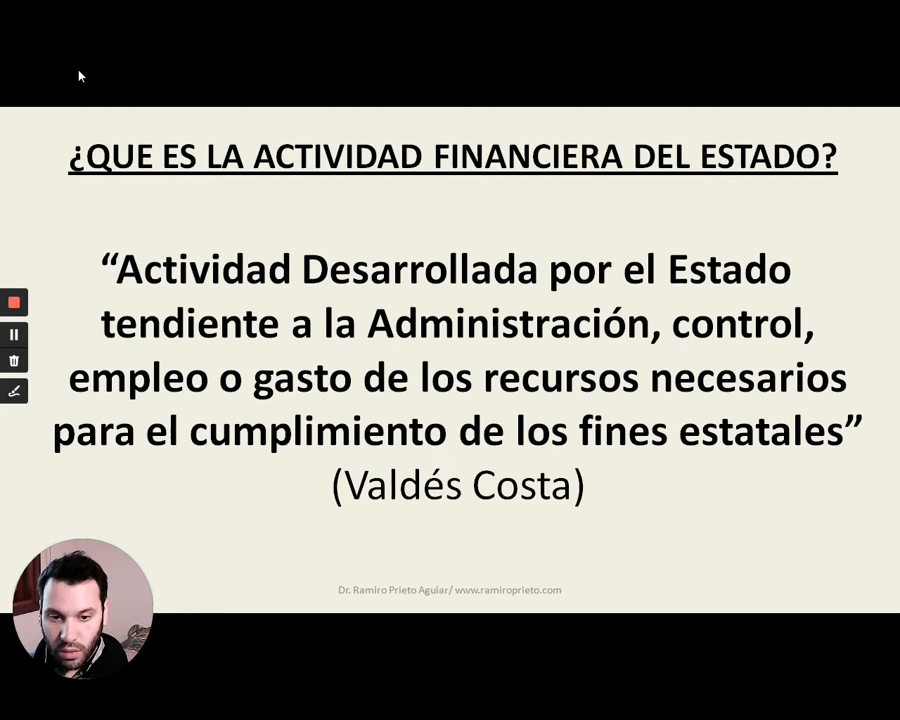 ¿QUE ES LA ACTIVIDAD FINANCIERA DEL ESTADO?
“Actividad Desarrollada por el Estado
tendiente a la Administración, control,
empleo o gasto de los recursos necesarios
para el cumplimiento de los fines estatales”
(Valdés Costa)
Dr. Ramiro Prieto Aguiar/ www.ramiroprieto.com